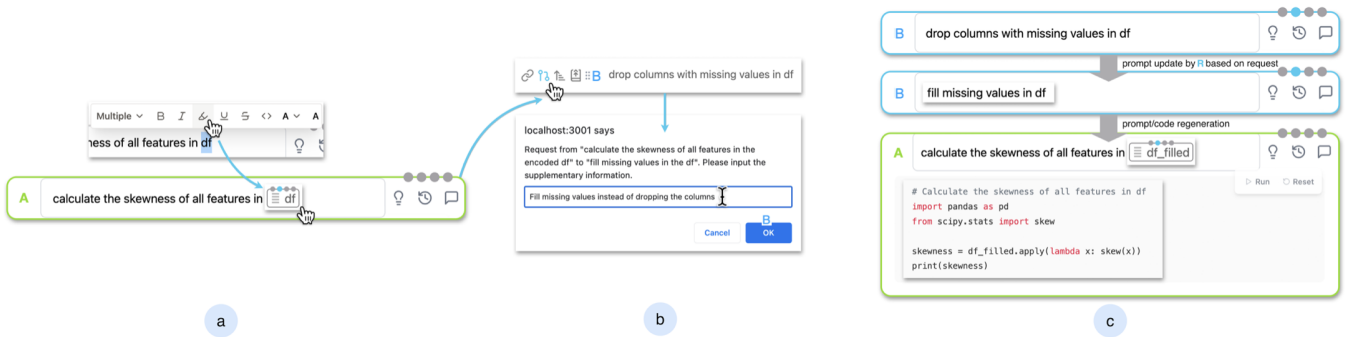 Multiple B I U S <> A A
ness of all features in df
A calculate the skewness of all features in df
a
B drop columns with missing values in df
localhost:3001 says
Request from "calculate the skewness of all features in the
encoded df" to "fill missing values in the df". Please input the
supplementary information.
Fill missing values instead of dropping the columns
B
Cancel OK
b
B drop columns with missing values in df
prompt update by R based on request
B fill missing values in df
prompt/code regeneration
A calculate the skewness of all features in df_filled
Run Reset
# Calculate the skewness of all features in df
import pandas as pd
from scipy.stats import skew
skewness = df_filled.apply(lambda x: skew(x))
print(skewness)
c